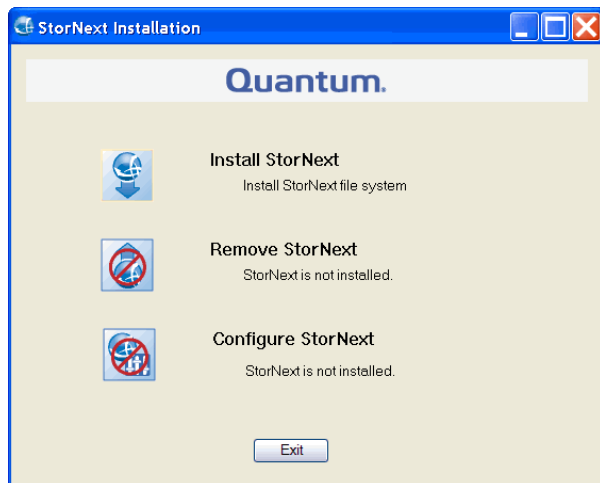 StorNext Installation
Quantum.
Install StorNext
Install StorNext file system
Remove StorNext
StorNext is not installed.
Configure StorNext
StorNext is not installed.
Exit